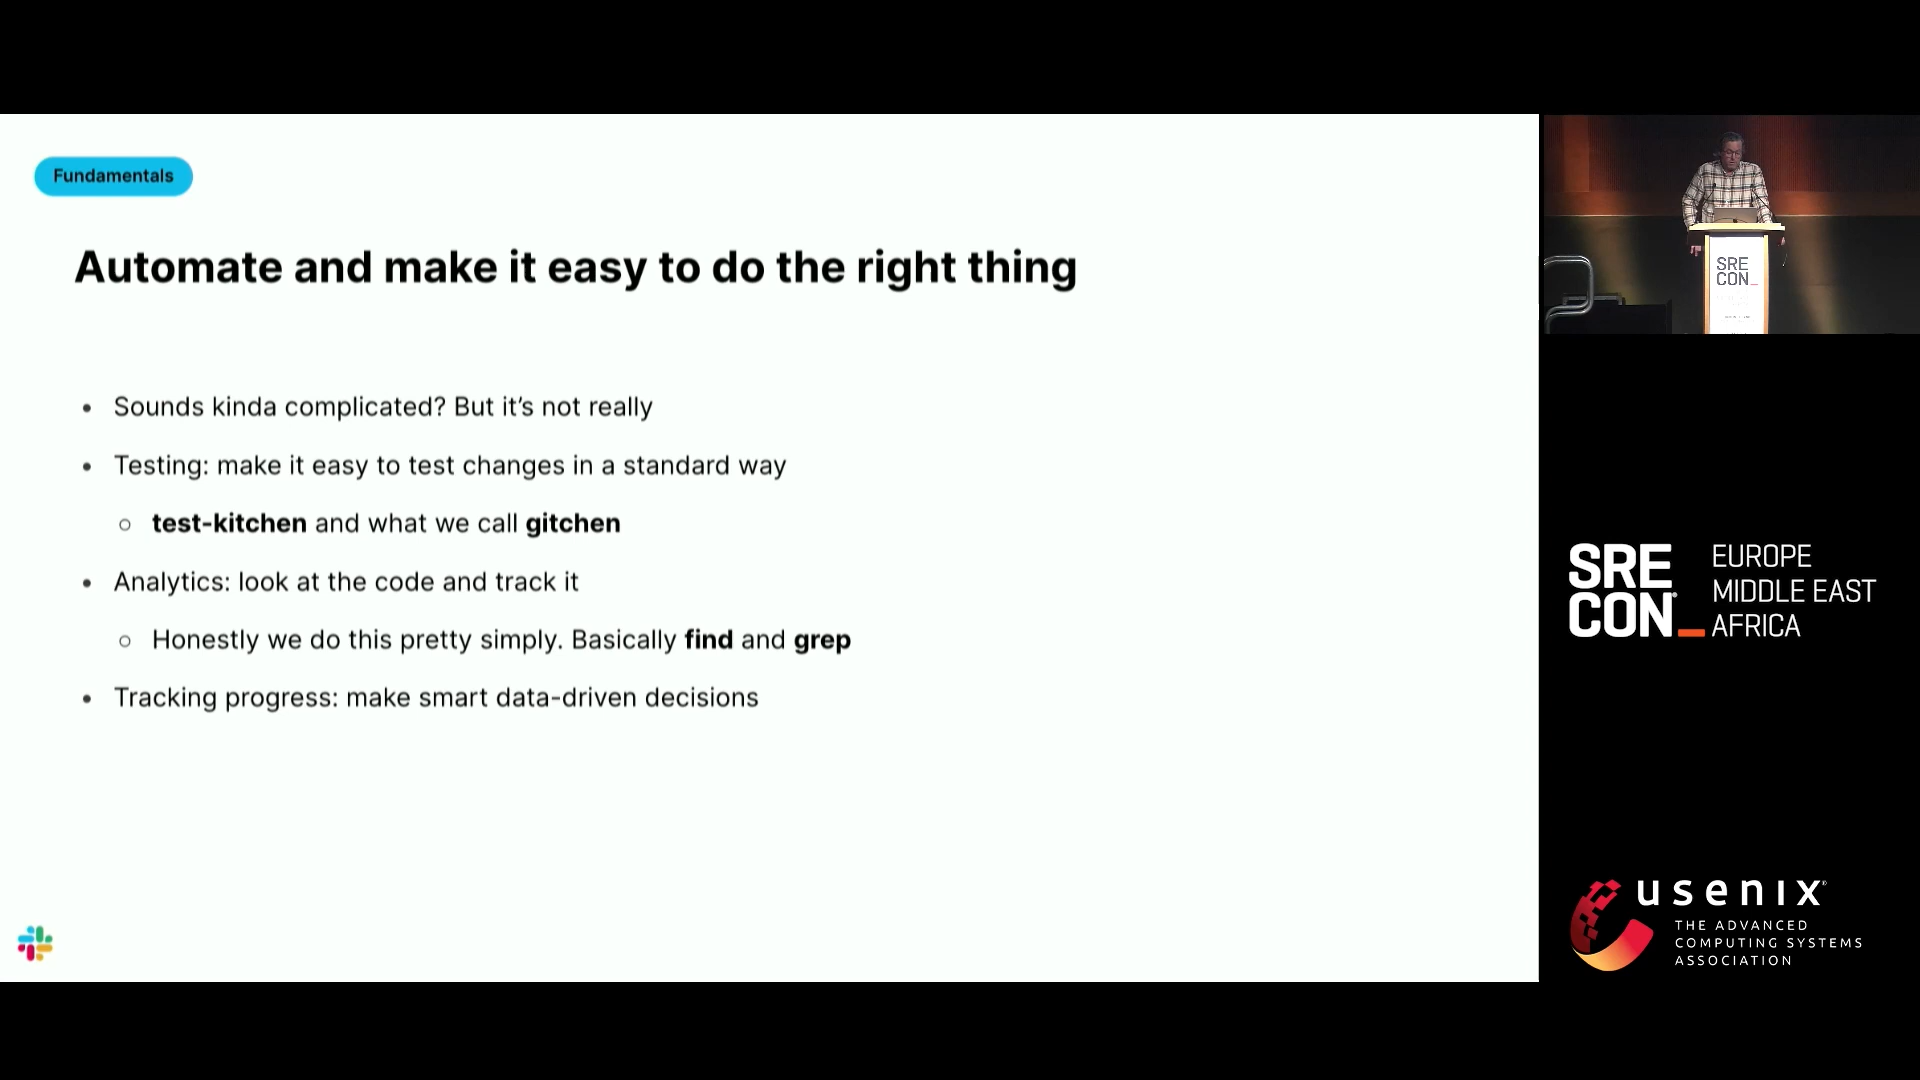 Fundamentals
Automate and make it easy to do the right thing
Sounds kinda complicated? But it’s not really
Testing: make it easy to test changes in a standard way
test-kitchen and what we call gitchen
Analytics: look at the code and track it
Honestly we do this pretty simply. Basically find and grep
Tracking progress: make smart data-driven decisions
SRE
CON_
SRE
CON_
EUROPE
MIDDLE EAST
AFRICA
usenix
THE ADVANCED
COMPUTING SYSTEMS
ASSOCIATION